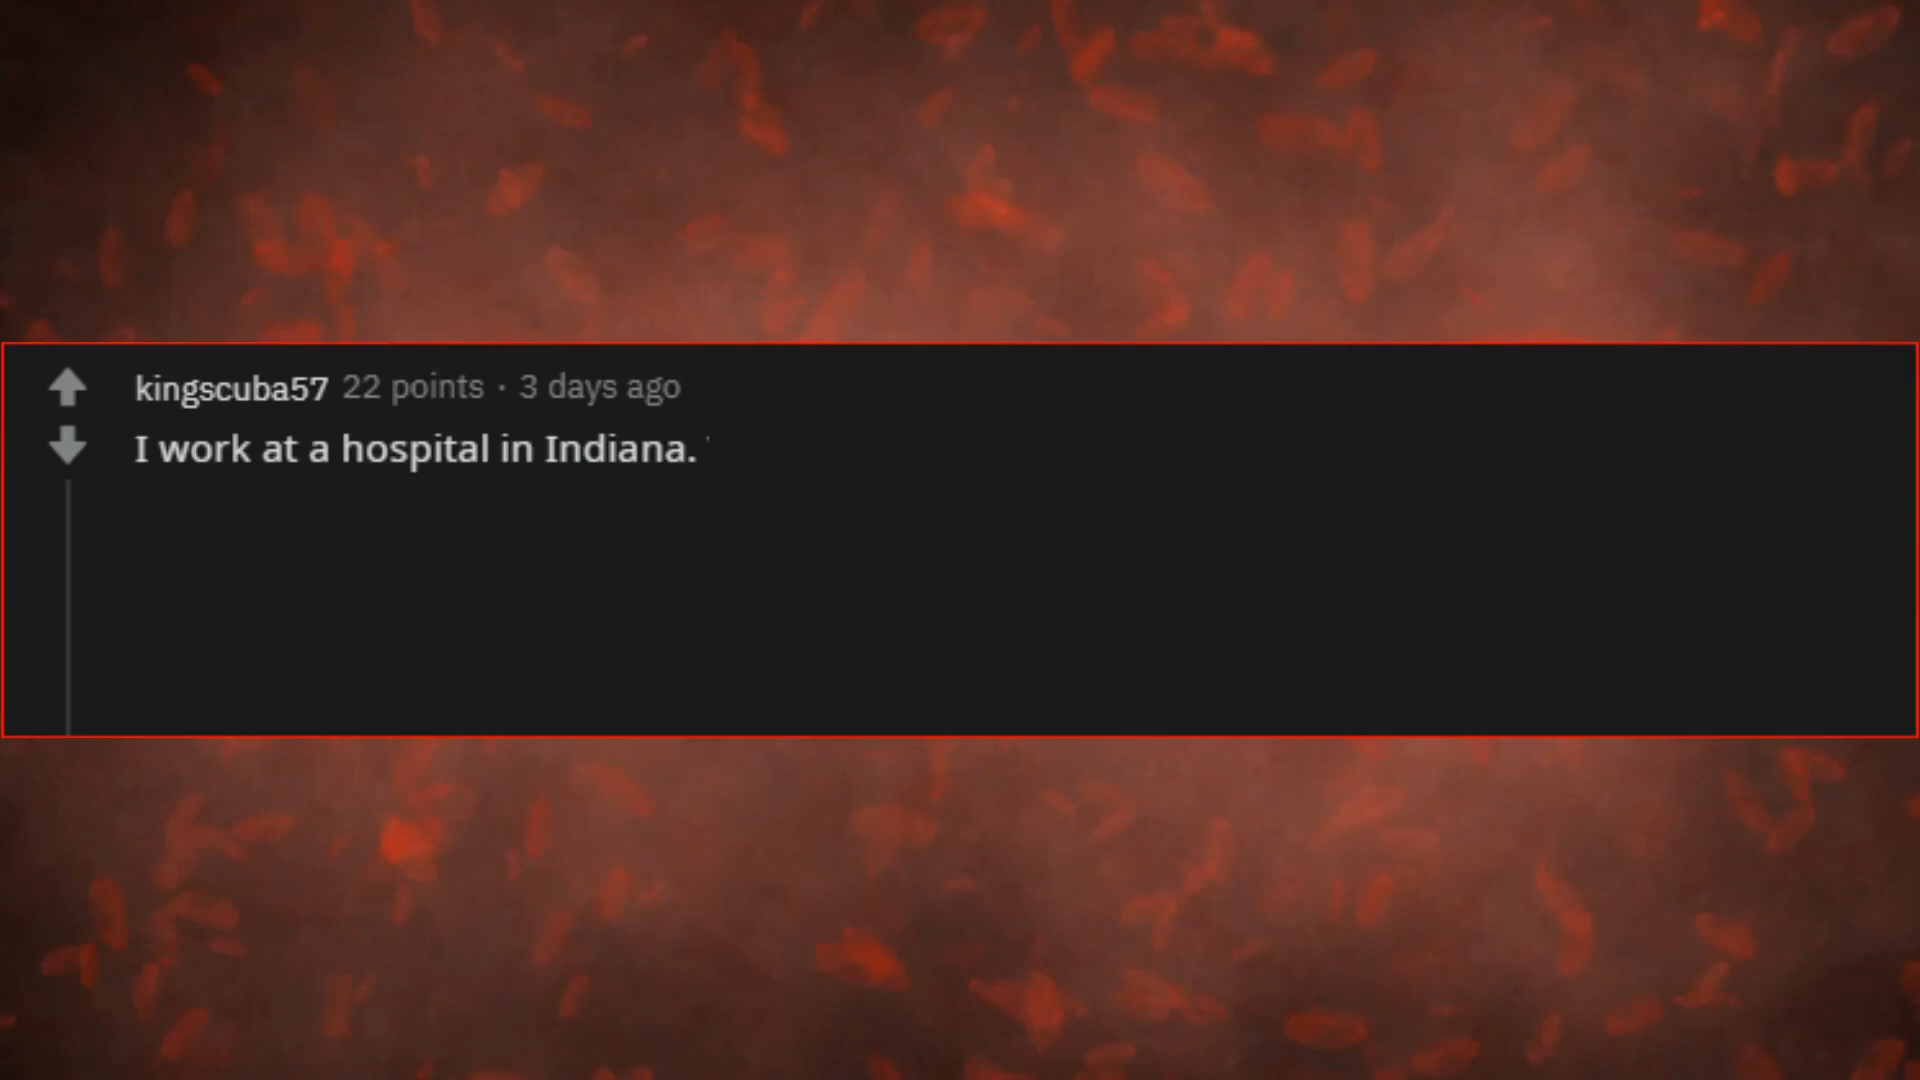 kingscuba57 22 points · 3 days ago
I work at a hospital in Indiana.